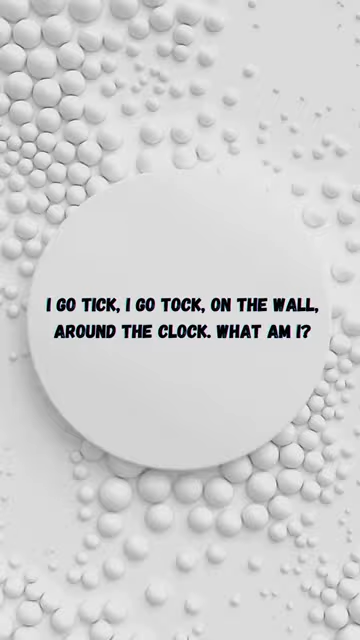 I GO TICK, I GO TOCK, ON THE WALL,
AROUND THE CLOCK. WHAT AM I?